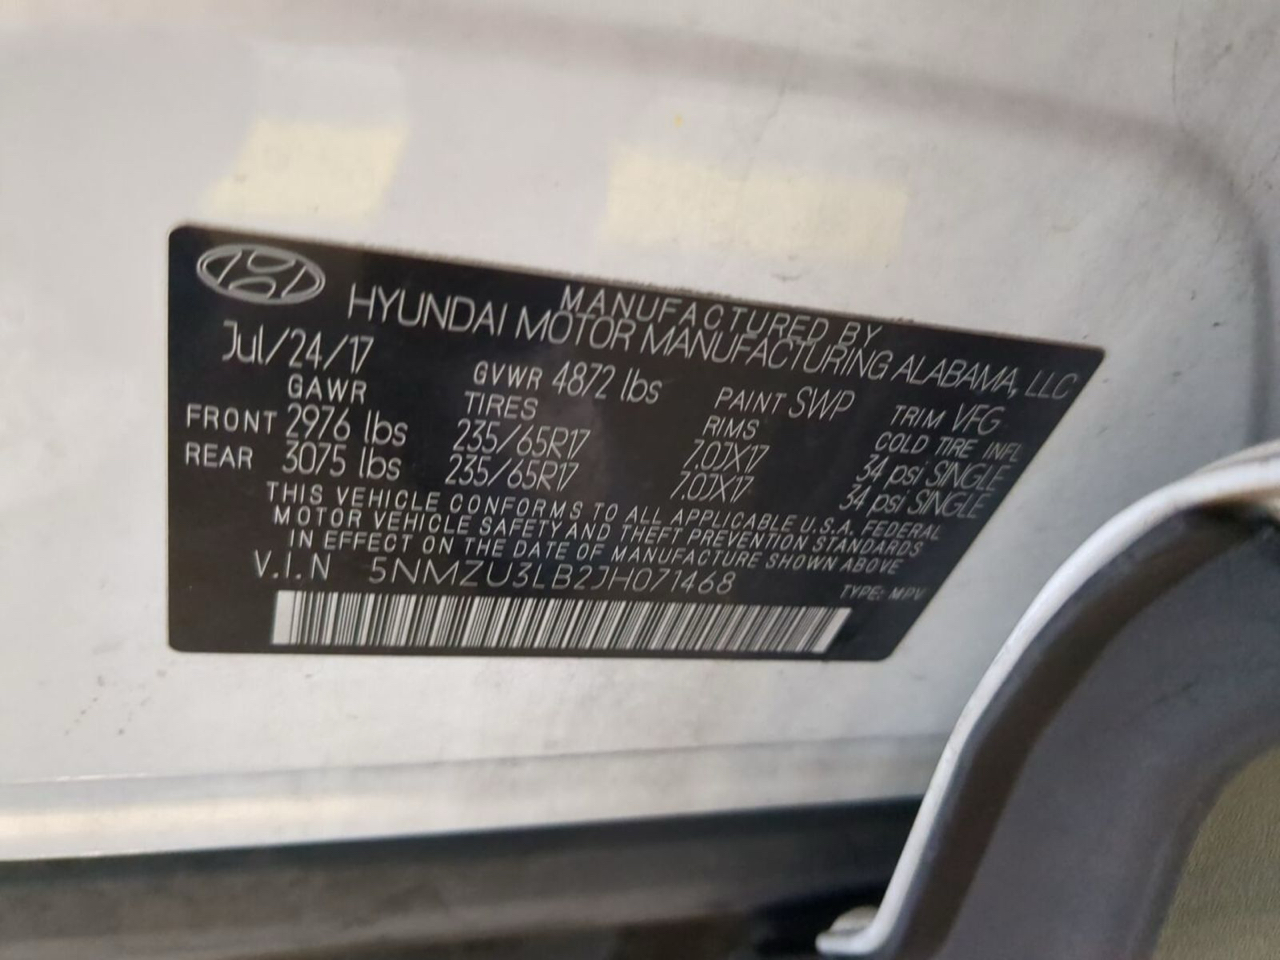 MANUFACTURED BY
HYUNDAI MOTOR MANUFACTURING ALABAMA, LLC
Jul/24/17 GVWR 4872 lbs PAINT SWP TRIM VFG
GAWR TIRES RIMS COLD TIRE INFL
FRONT 2976 lbs 235/65R17 7.0JX17 34 psi SINGLE
REAR 3075 lbs 235/65R17 7.0JX17 34 psi SINGLE
THIS VEHICLE CONFORMS TO ALL APPLICABLE U.S.A. FEDERAL
MOTOR VEHICLE SAFETY AND THEFT PREVENTION STANDARDS
IN EFFECT ON THE DATE OF MANUFACTURE SHOWN ABOVE
V.I.N 5NMZU3LB2JH071468 TYPE: MPV